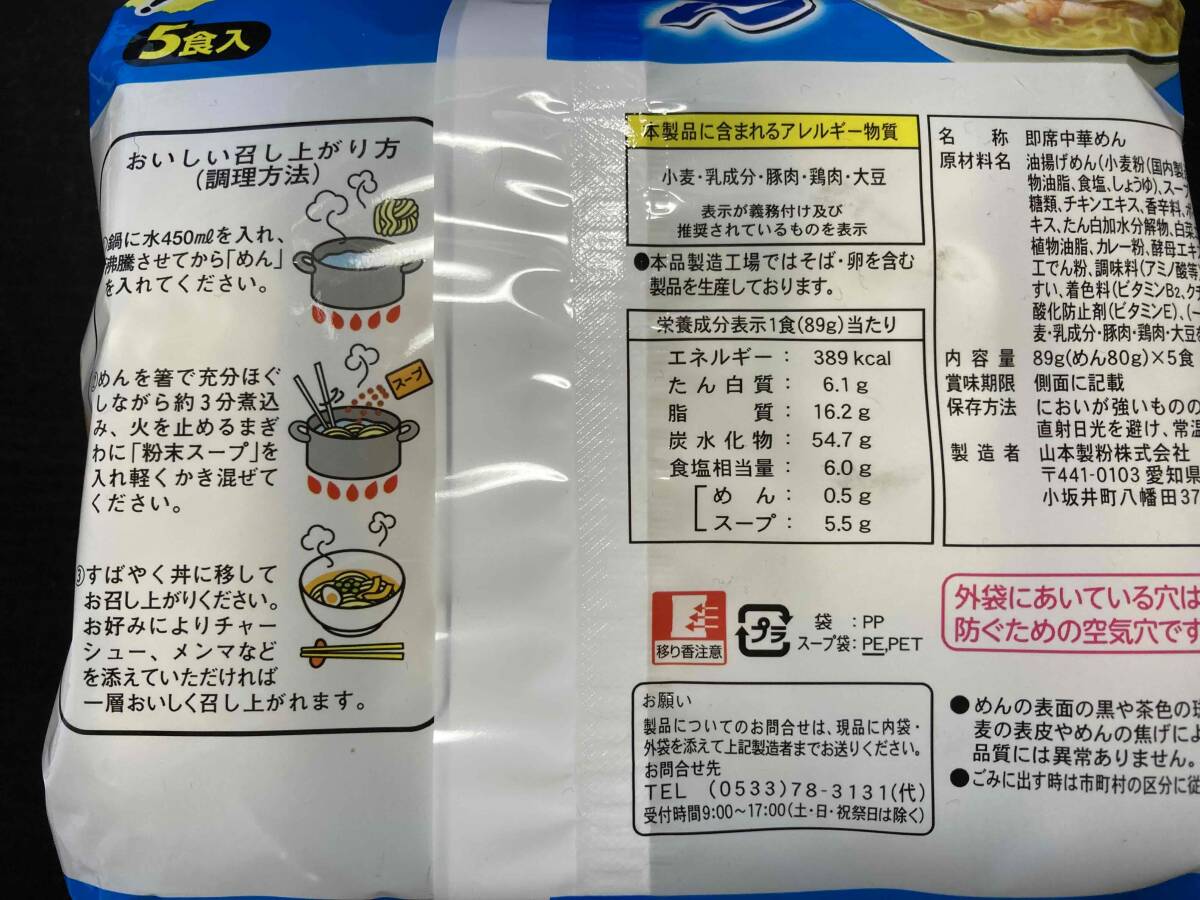 5食入
おいしい召し上がり方
(調理方法)
鍋に水450mlを入れ、
沸騰させてから「めん」
を入れてください。
めんを箸で充分ほぐ
しながら約3分煮込
み、火を止めるまぎ
わに「粉末スープ」を
入れ軽くかき混ぜて
ください。
スープ
③すばやく丼に移して
お召し上がりください。
お好みによりチャー
シュー、メンマなど
を添えていただければ
一層おいしく召し上がれます。
本製品に含まれるアレルギー物質
小麦・乳成分・豚肉・鶏肉・大豆
表示が義務付け及び
推奨されているものを表示
●本品製造工場ではそば・卵を含む
製品を生産しております。
栄養成分表示1食(89g)当たり
エネルギー: 389kcal
たん白質: 6.1g
脂質: 16.2g
炭水化物: 54.7g
食塩相当量: 6.0g
めん: 0.5g
スープ: 5.5g
移り香注意
プラ
袋:PP
スープ袋:PE,PET
お願い
製品についてのお問合せは、現品に内袋・
外袋を添えて上記製造者までお送りください。
お問合せ先
TEL (0533)78-3131(代)
受付時間9:00~17:00(土・日・祝祭日は除く)
名称 即席中華めん
原材料名 油揚げめん(小麦粉(国内製
物油脂、食塩、しょうゆ)、スープ
糖類、チキンエキス、香辛料、
キス、たん白加水分解物、白菜
植物油脂、カレー粉、酵母エキ
工でん粉、調味料(アミノ酸等
すい、着色料(ビタミンB2、クチ
酸化防止剤(ビタミンE)、(一
麦・乳成分・豚肉・鶏肉・大豆を
内容量 89g(めん80g)×5食
賞味期限 側面に記載
保存方法 においが強いものの
直射日光を避け、常温
製造者 山本製粉株式会社
〒441-0103 愛知県
小坂井町八幡田37
外袋にあいている穴は
防ぐための空気穴です
●めんの表面の黒や茶色の斑
麦の表皮やめんの焦げによ
品質には異常ありません。
●ごみに出す時は市町村の区分に従